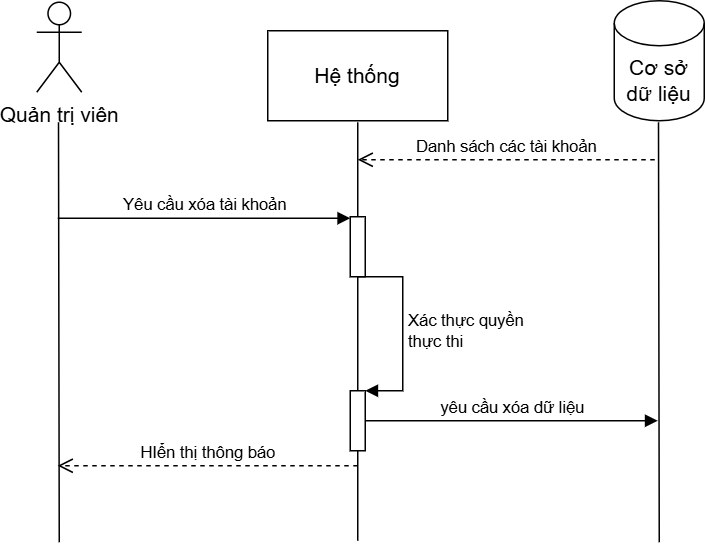 Quản trị viên
Hệ thống
Cơ sở
dữ liệu
Danh sách các tài khoản
Yêu cầu xóa tài khoản
Xác thực quyền
thực thi
yêu cầu xóa dữ liệu
HIển thị thông báo